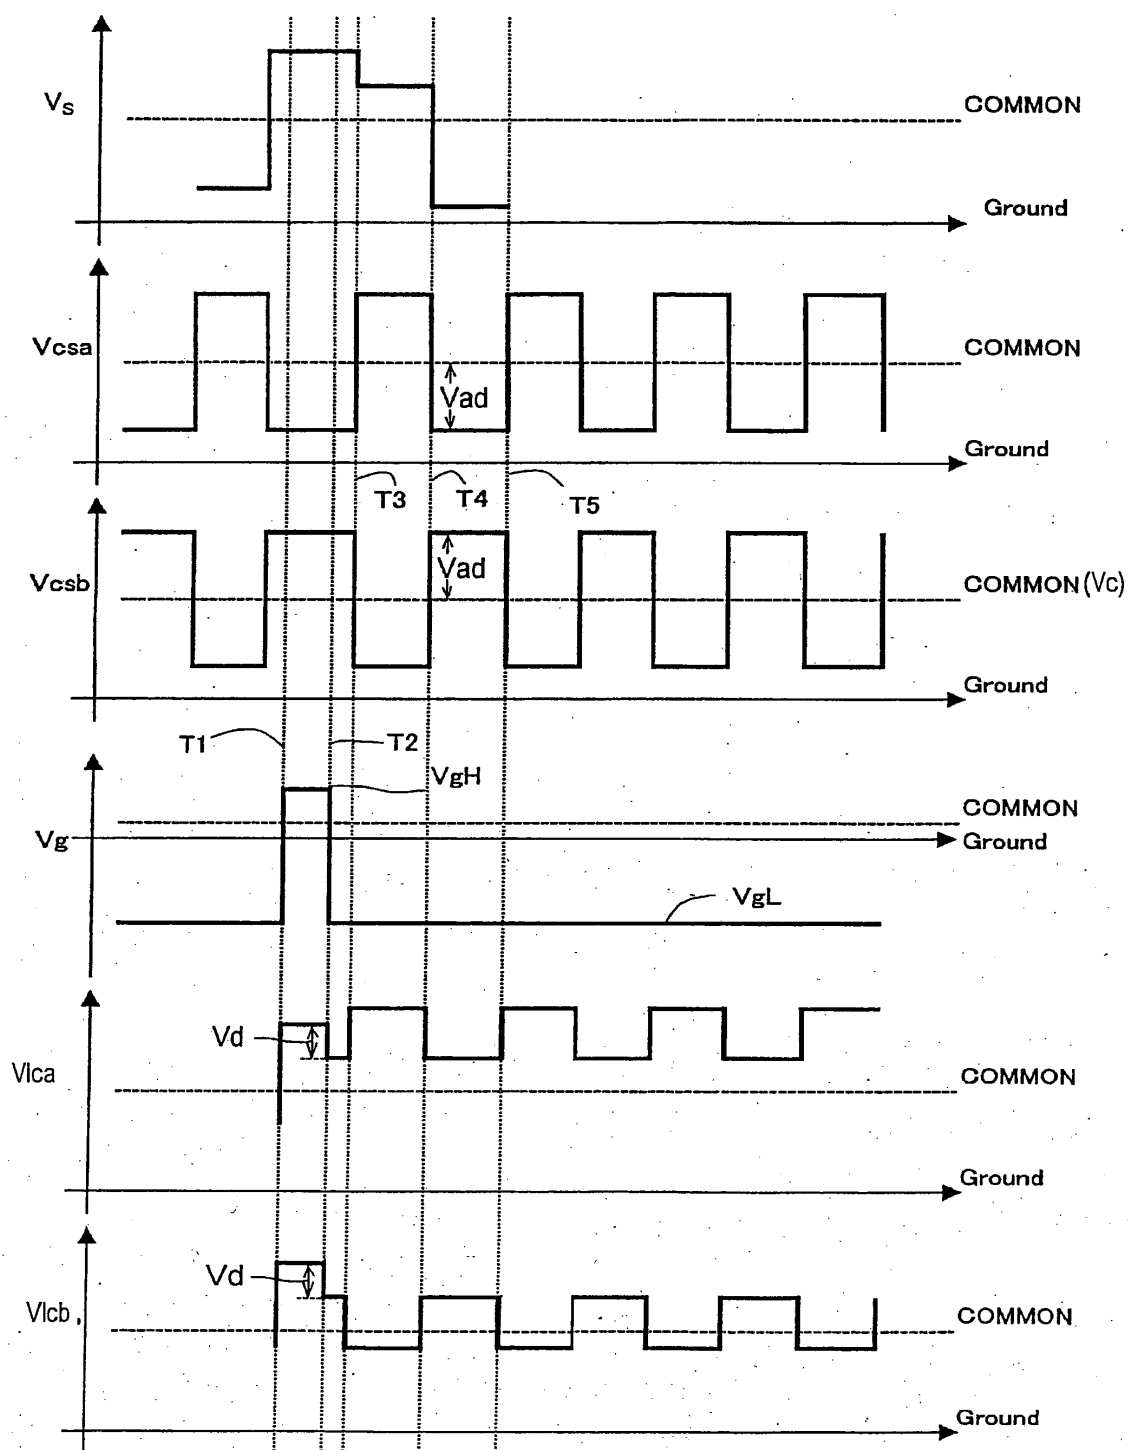 Vs
COMMON
Ground
Vcsa
COMMON
Vad
Ground
T3
T4
T5
Vcsb
Vad
COMMON (Vc)
Ground
T1
T2
VgH
COMMON
Vg
Ground
VgL
Vd
Vlca
COMMON
Ground
Vd
Vlcb
COMMON
Ground